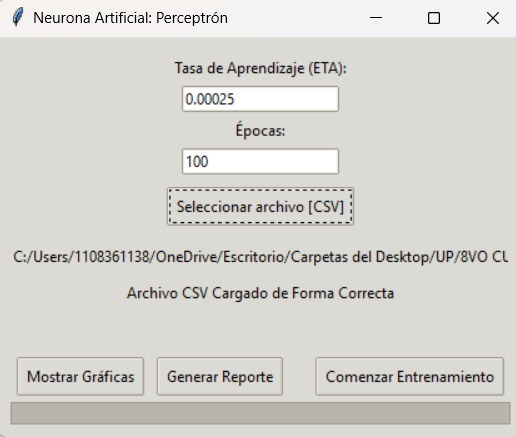 Neurona Artificial: Perceptrón
Tasa de Aprendizaje (ETA):
0.00025
Épocas:
100
Seleccionar archivo [CSV]
C:/Users/1108361138/OneDrive/Escritorio/Carpetas del Desktop/UP/8VO CU
Archivo CSV Cargado de Forma Correcta
Mostrar Gráficas Generar Reporte Comenzar Entrenamiento